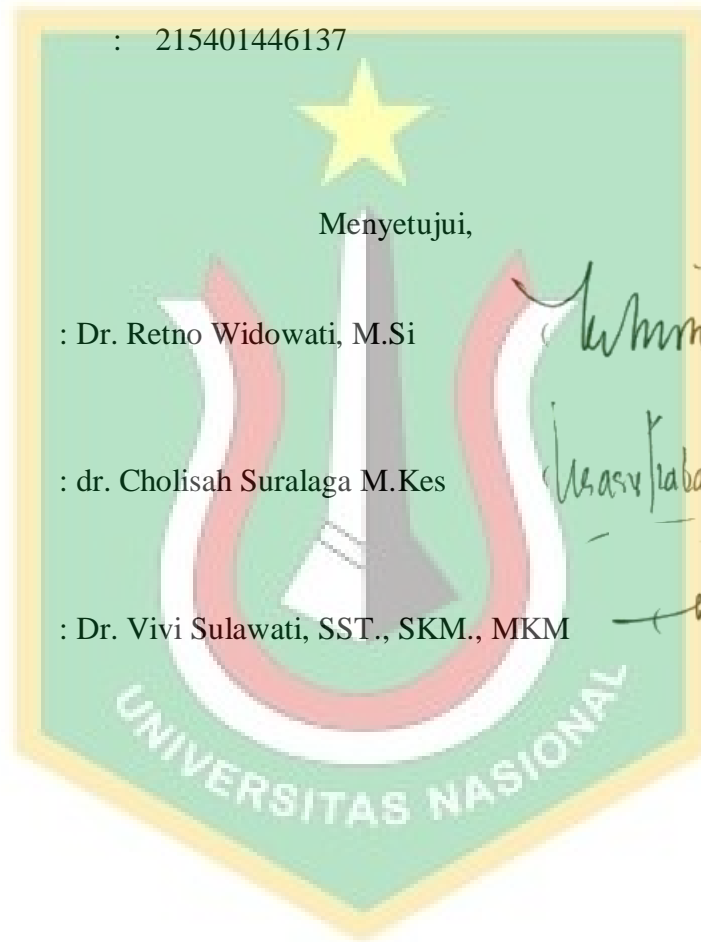 : 215401446137
Menyetujui,
: Dr. Retno Widowati, M.Si
: dr. Cholisah Suralaga M.Kes
: Dr. Vivi Sulawati, SST., SKM., MKM
UNIVERSITAS NASIONAL